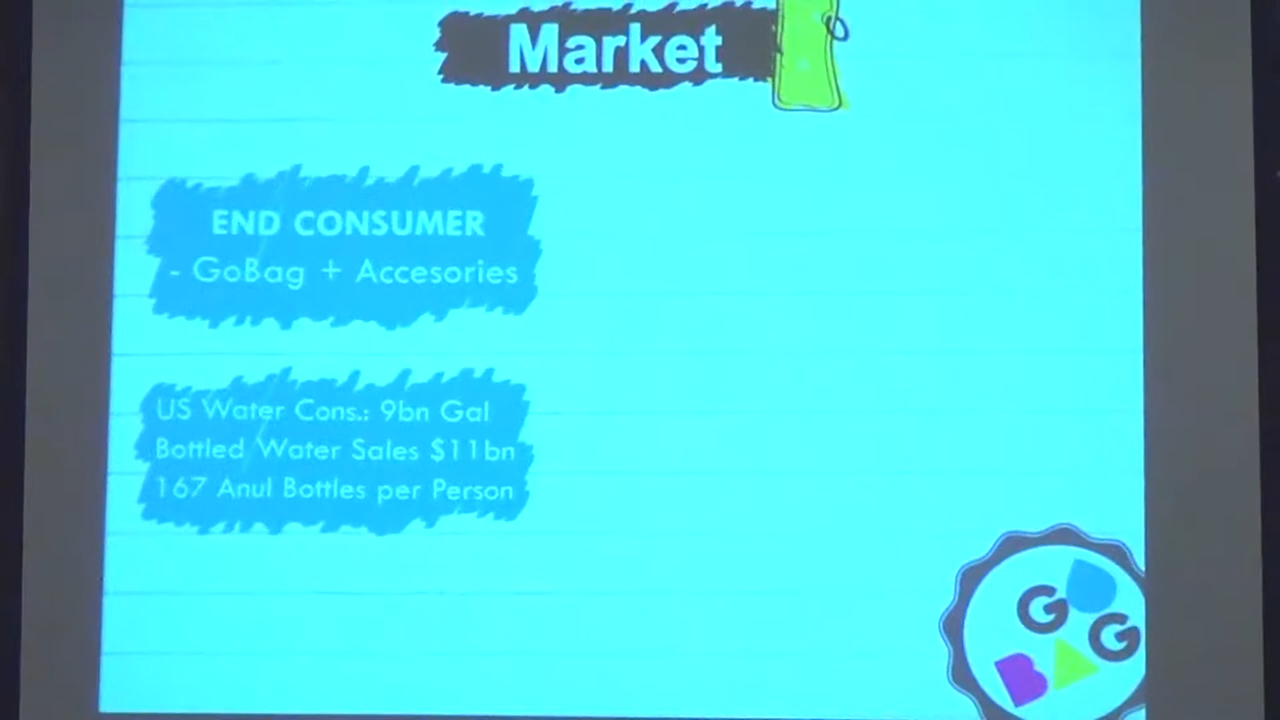 Market
END CONSUMER
- GoBag + Accesories
US Water Cons.: 9bn Gal
Bottled Water Sales $11bn
167 Anul Bottles per Person
GO
BAG